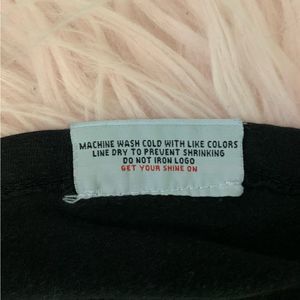 MACHINE WASH COLD WITH LIKE COLORS
LINE DRY TO PREVENT SHRINKING
DO NOT IRON LOGO
GET YOUR SHINE ON